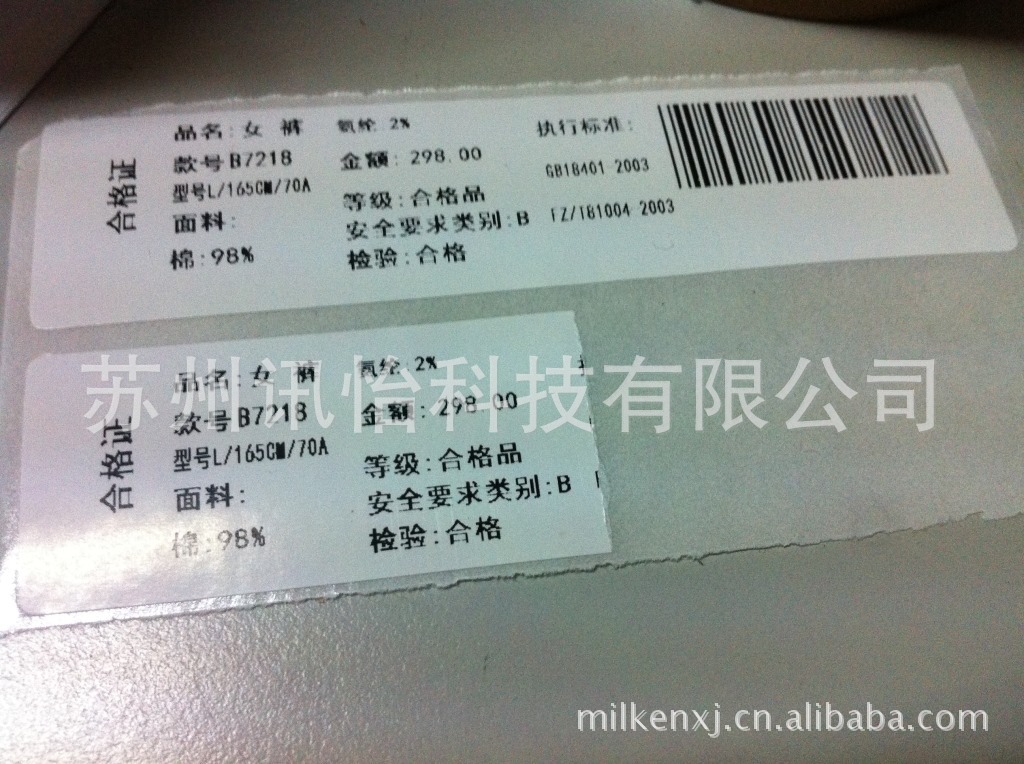 合格证
品名:女 裤
款号B7218
型号L/165CM/70A
面料:
棉:98%
氨纶 2%
金额: 298.00
等级:合格品
安全要求类别:B
检验:合格
执行标准:
GB18401 2003
FZ/T81004 2003
合格证
品名:女 裤
款号B7218
型号L/165CM/70A
面料:
棉:98%
氨纶 2%
金额: 298.00
等级:合格品
安全要求类别:B
检验:合格
苏州讯怡科技有限公司
milkenxj.cn.alibaba.com